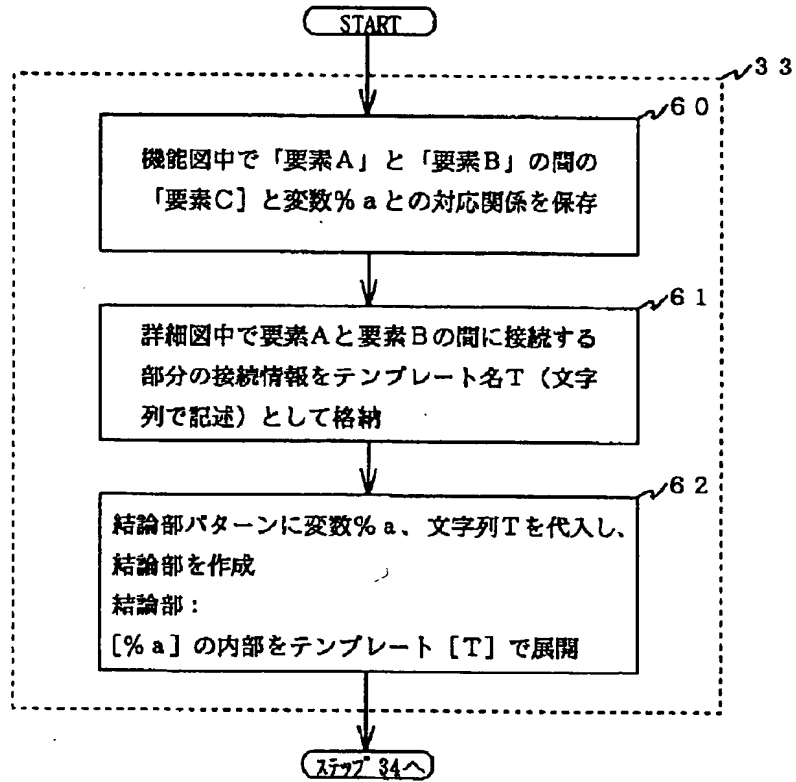 START
33
60
機能図中で「要素A」と「要素B」の間の
「要素C］と変数％aとの対応関係を保存
61
詳細図中で要素Aと要素Bの間に接続する
部分の接続情報をテンプレート名T（文字
列で記述）として格納
62
結論部パターンに変数％a、文字列Tを代入し、
結論部を作成
結論部：
［％a］の内部をテンプレート［T］で展開
ｽﾃｯﾌﾟ34へ